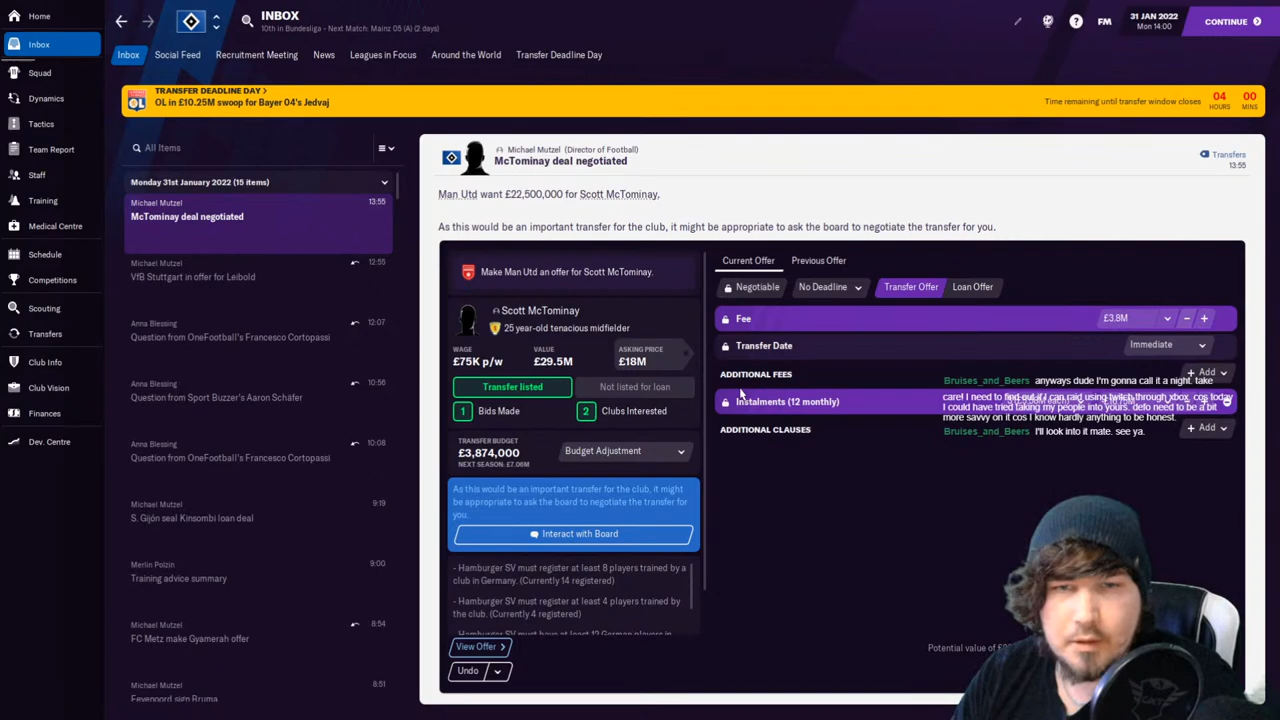 Home
INBOX
10th in Bundesliga - Next Match: Mainz 05 (A) (2 days)
FM
31 JAN 2022
Mon 14:00
CONTINUE
Inbox
Inbox
Social Feed
Recruitment Meeting
News
Leagues in Focus
Around the World
Transfer Deadline Day
Squad
Dynamics
Tactics
Team Report
Staff
Training
Medical Centre
Schedule
Competitions
Scouting
Transfers
Club Info
Club Vision
Finances
Dev. Centre
TRANSFER DEADLINE DAY >
OL in £10.25M swoop for Bayer 04's Jedvaj
Time remaining until transfer window closes
04 00
HOURS MINS
All Items
Monday 31st January 2022 (15 items)
Michael Mutzel 13:55
McTominay deal negotiated
Michael Mutzel 12:55
VfB Stuttgart in offer for Leibold
Anna Blessing 12:07
Question from OneFootball's Francesco Cortopassi
Anna Blessing 10:56
Question from Sport Buzzer's Aaron Schäfer
Anna Blessing 10:08
Question from OneFootball's Francesco Cortopassi
Michael Mutzel 9:19
S. Gijón seal Kinsombi loan deal
Merlin Polzin 9:00
Training advice summary
Michael Mutzel 8:54
FC Metz make Gyamerah offer
Michael Mutzel 8:51
Feyenoord sign Bruma
Michael Mutzel (Director of Football)
McTominay deal negotiated
Transfers
13:55
Man Utd want £22,500,000 for Scott McTominay.
As this would be an important transfer for the club, it might be appropriate to ask the board to negotiate the transfer for you.
Make Man Utd an offer for Scott McTominay.
Scott McTominay
25 year-old tenacious midfielder
WAGE
£75K p/w
VALUE
£29.5M
ASKING PRICE
£18M
Transfer listed
Not listed for loan
1 Bids Made
2 Clubs Interested
TRANSFER BUDGET
£3,874,000
NEXT SEASON: £7.06M
Budget Adjustment
As this would be an important transfer for the club, it might
be appropriate to ask the board to negotiate the transfer for
you.
Interact with Board
- Hamburger SV must register at least 8 players trained by a
club in Germany. (Currently 14 registered)
- Hamburger SV must register at least 4 players trained by
the club. (Currently 4 registered)
- Hamburger SV must have at least 12 German players in
View Offer >
Undo
Current Offer
Previous Offer
Negotiable
No Deadline
Transfer Offer
Loan Offer
Fee
£3.8M
Transfer Date
Immediate
ADDITIONAL FEES
+ Add
Instalments (12 monthly)
ADDITIONAL CLAUSES
+ Add
Bruises_and_Beers anyways dude I'm gonna call it a night. take
care! I need to find out if I can raid using twitch through xbox. cos today
I could have tried taking my people into yours. defo need to be a bit
more savvy on it cos I know hardly anything to be honest.
Bruises_and_Beers I'll look into it mate. see ya.
Potential value of